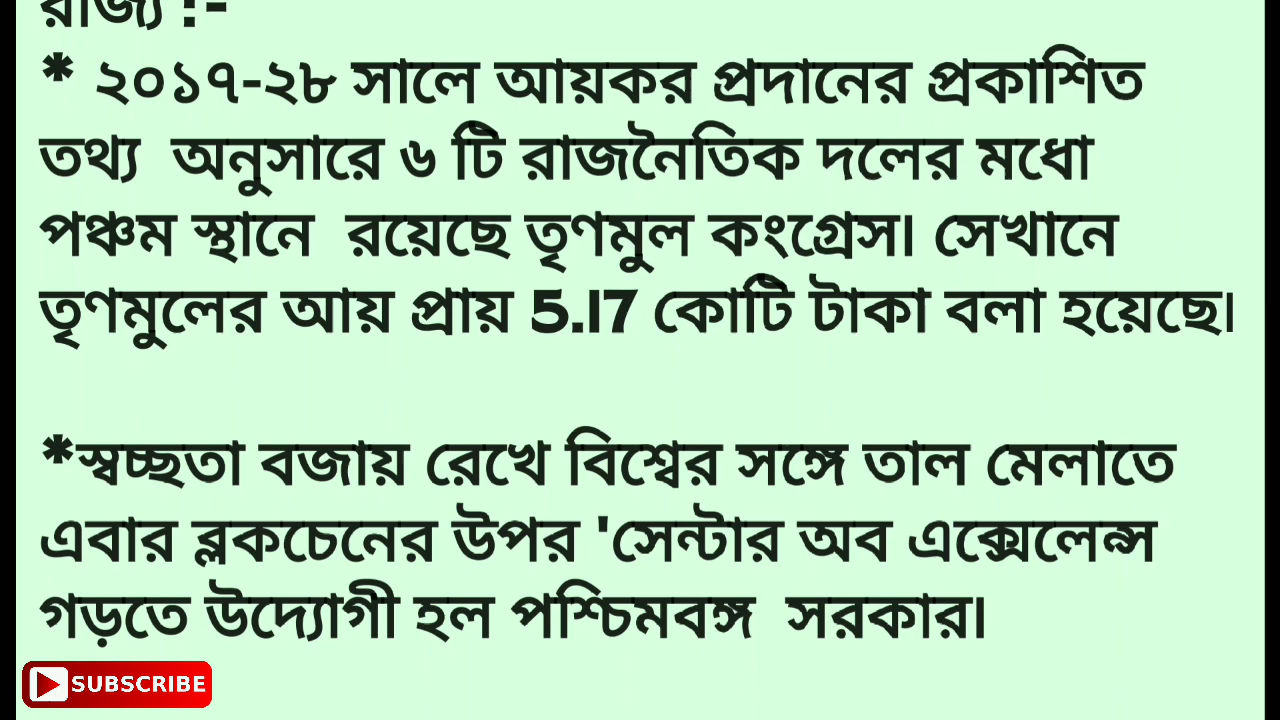 রাজ্য :-
* ২০১৭-২৮ সালে আয়কর প্রদানের প্রকাশিত
তথ্য অনুসারে ৬ টি রাজনৈতিক দলের মধো
পঞ্চম স্থানে রয়েছে তৃণমুল কংগ্রেস। সেখানে
তৃণমুলের আয় প্রায় 5.I7 কোটি টাকা বলা হয়েছে।
*স্বচ্ছতা বজায় রেখে বিশ্বের সঙ্গে তাল মেলাতে
এবার ব্লকচেনের উপর 'সেন্টার অব এক্সেলেন্স
গড়তে উদ্যোগী হল পশ্চিমবঙ্গ সরকার।
SUBSCRIBE